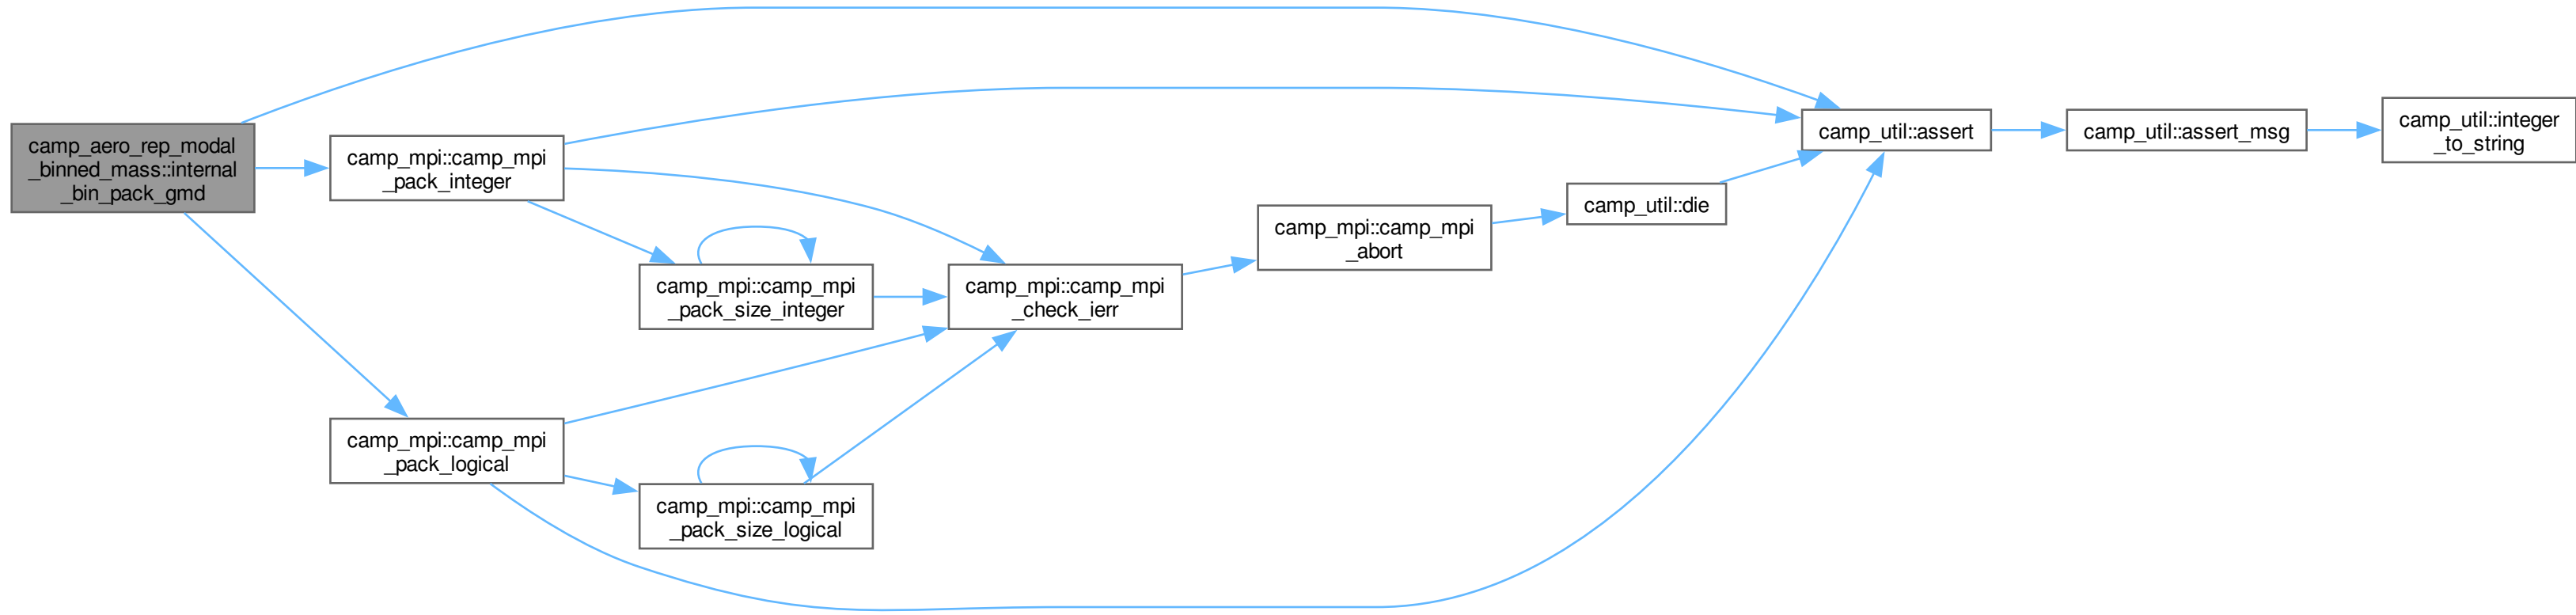 camp_aero_rep_modal
_binned_mass::internal
_bin_pack_gmd
camp_mpi::camp_mpi
_pack_integer
camp_mpi::camp_mpi
_pack_size_integer
camp_mpi::camp_mpi
_check_ierr
camp_mpi::camp_mpi
_abort
camp_util::die
camp_util::assert
camp_util::assert_msg
camp_util::integer
_to_string
camp_mpi::camp_mpi
_pack_logical
camp_mpi::camp_mpi
_pack_size_logical